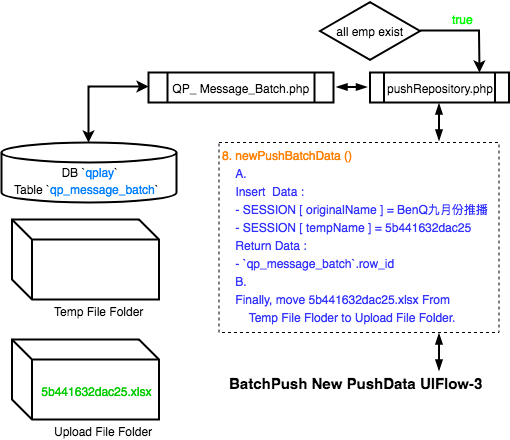 true
all emp exist
QP_ Message_Batch.php
pushRepository.php
DB `qplay`
Table `qp_message_batch`
8. newPushBatchData ()
A.
Insert  Data :
- SESSION [ originalName ] = BenQ九月份推播
- SESSION [ tempName ] = 5b441632dac25
Return Data :
- `qp_message_batch`.row_id
B.
Finally, move 5b441632dac25.xlsx From
Temp File Floder to Upload File Folder.
Temp File Folder
5b441632dac25.xlsx
Upload File Folder
BatchPush New PushData UIFlow-3